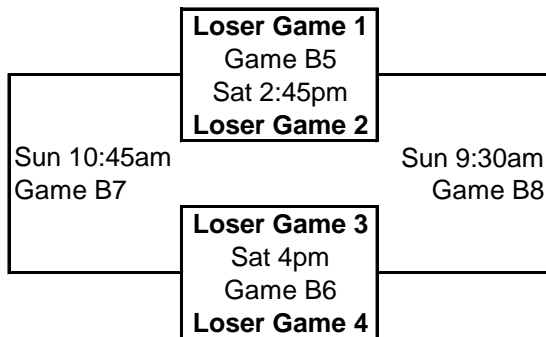 Loser Game 1
Game B5
Sat 2:45pm
Loser Game 2
Sun 10:45am
Game B7
Sun 9:30am
Game B8
Loser Game 3
Sat 4pm
Game B6
Loser Game 4